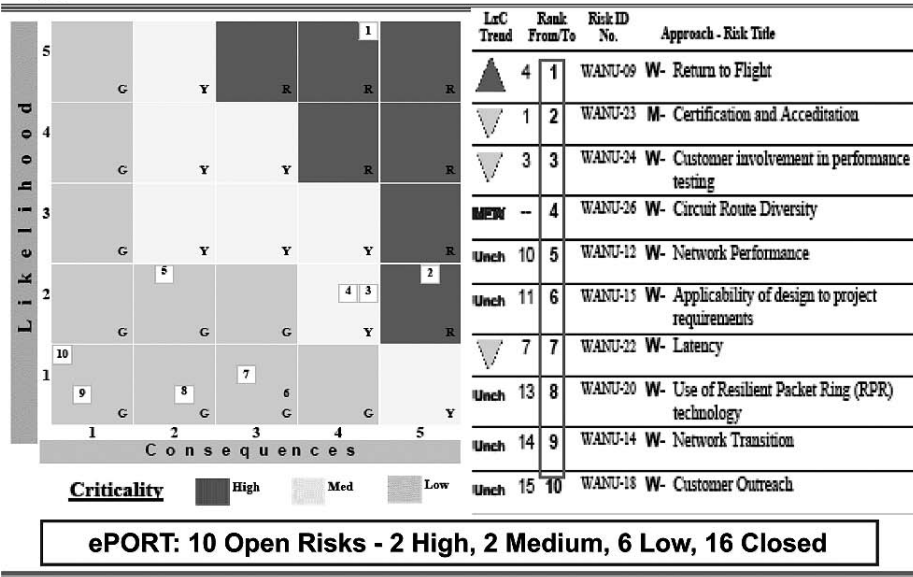 5
1
G
Y
R
R
R
4
G
Y
Y
R
R
3
G
Y
Y
Y
R
2
5
4
3
2
G
G
G
Y
R
1
10
9
8
7
6
G
G
G
G
Y
Likelihood
1 2 3 4 5
Consequences
Criticality High Med Low
LxC Trend Rank From/To Risk ID No. Approach - Risk Title
4 1 WANU-09 W- Return to Flight
1 2 WANU-23 M- Certification and Acceditation
3 3 WANU-24 W- Customer involvement in performance
testing
-- 4 WANU-26 W- Circuit Route Diversity
Unch 10 5 WANU-12 W- Network Performance
Unch 11 6 WANU-15 W- Applicability of design to project
requirements
7 7 WANU-22 W- Latency
Unch 13 8 WANU-20 W- Use of Resilient Packet Ring (RPR)
technology
Unch 14 9 WANU-14 W- Network Transition
Unch 15 10 WANU-18 W- Customer Outreach
ePORT: 10 Open Risks - 2 High, 2 Medium, 6 Low, 16 Closed